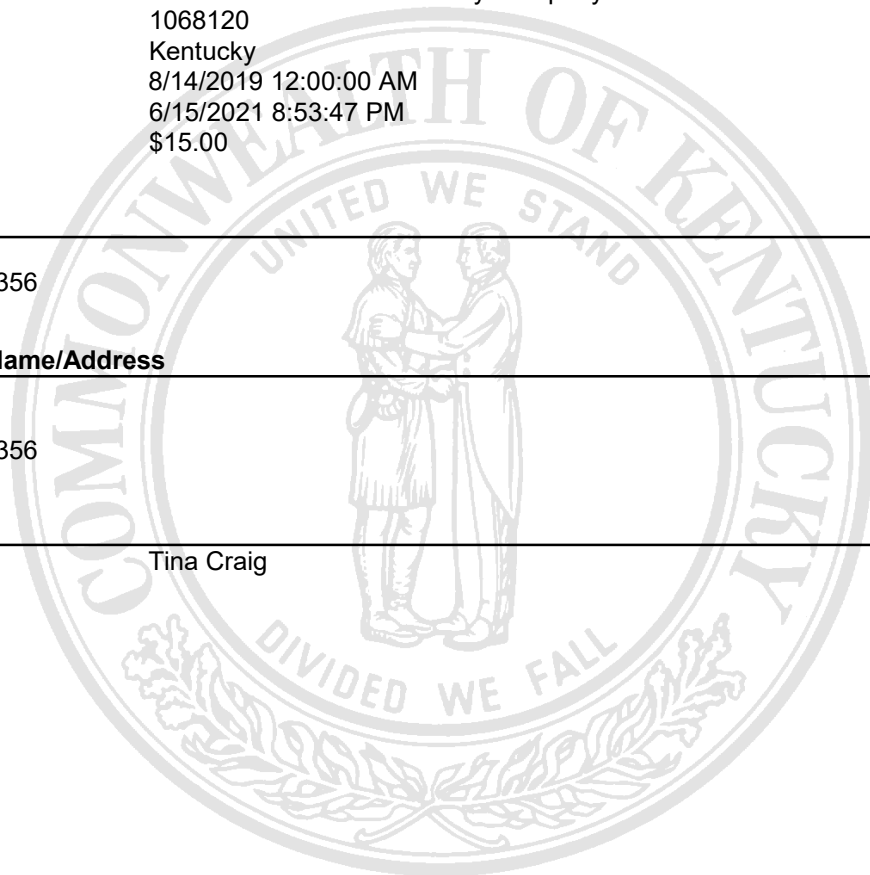 1068120
Kentucky
8/14/2019 12:00:00 AM
6/15/2021 8:53:47 PM
$15.00
356
Name/Address
356
Tina Craig
COMMONWEALTH OF KENTUCKY
UNITED WE STAND
DIVIDED WE FALL